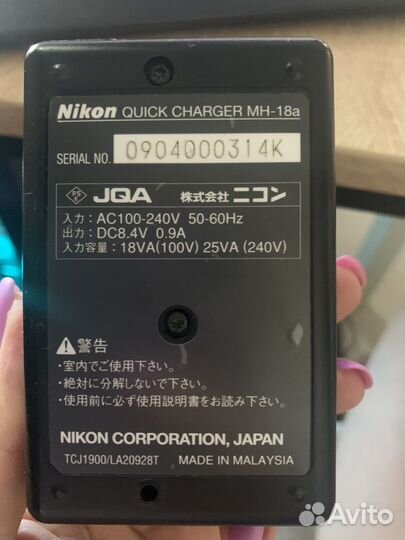 Nikon QUICK CHARGER MH-18a
SERIAL NO. 0904000314K
PS E JQA 株式会社 ニコン
入力：AC100-240V 50-60Hz
出力：DC8.4V 0.9A
入力容量：18VA(100V) 25VA (240V)
警告
・室内でご使用下さい。
・絶対に分解しないで下さい。
・使用前に必ず使用説明書をお読み下さい。
NIKON CORPORATION, JAPAN
TCJ1900/LA20928T MADE IN MALAYSIA
Avito